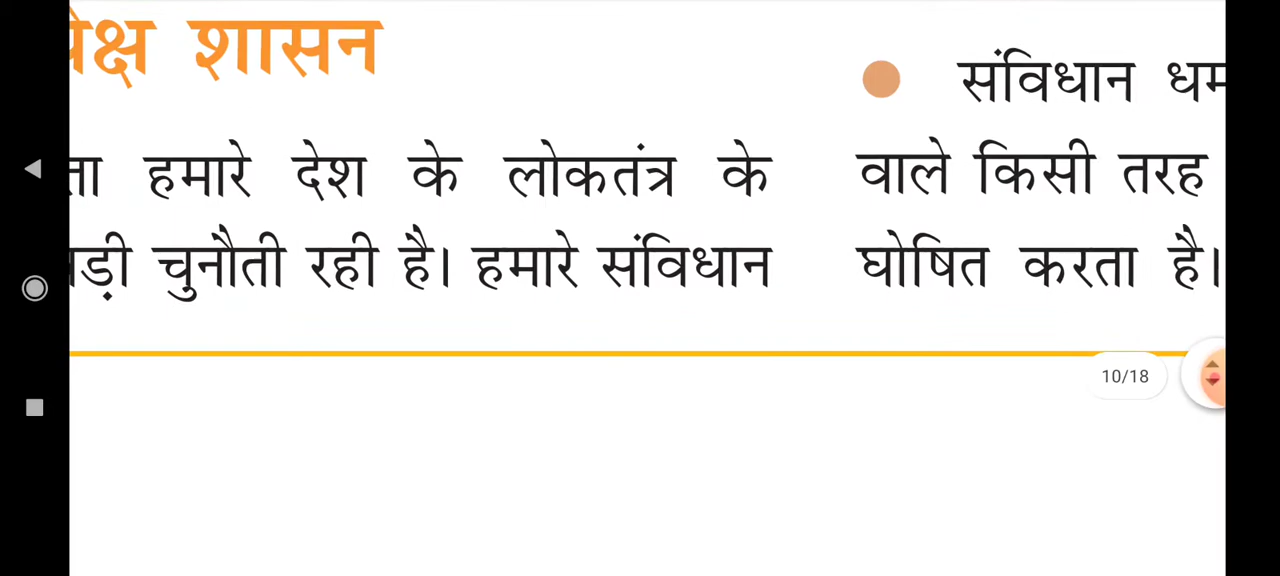 शासन
हमारे देश के लोकतंत्र के
चुनौती रही है। हमारे संविधान
संविधान
वाले किसी तरह
घोषित करता है।
10/18